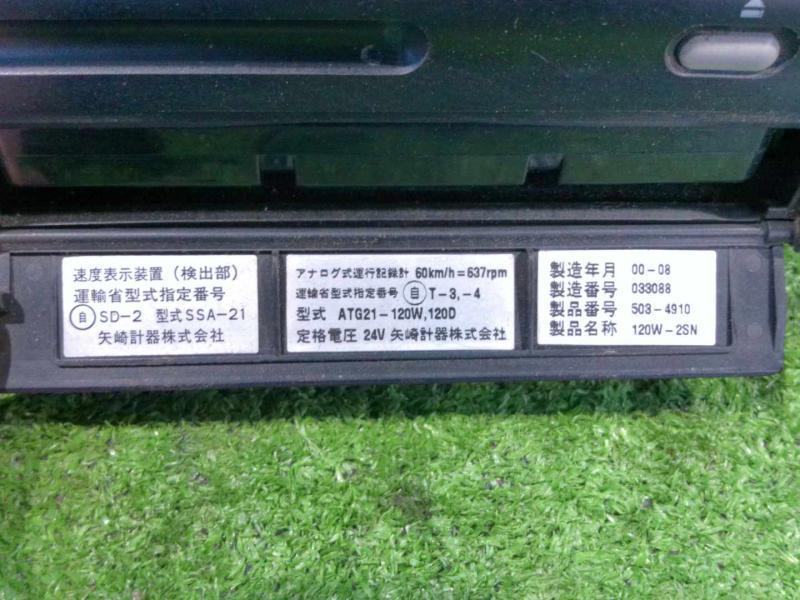 速度表示装置(検出部)
運輸省型式指定番号
自 SD-2 型式SSA-21
矢崎計器株式会社
アナログ式運行記録計 60km/h=637rpm
運輸省型式指定番号 自 T-3,-4
型式 ATG21-120W,120D
定格電圧 24V 矢崎計器株式会社
製造年月 00-08
製造番号 033088
製品番号 503-4910
製品名称 120W-2SN